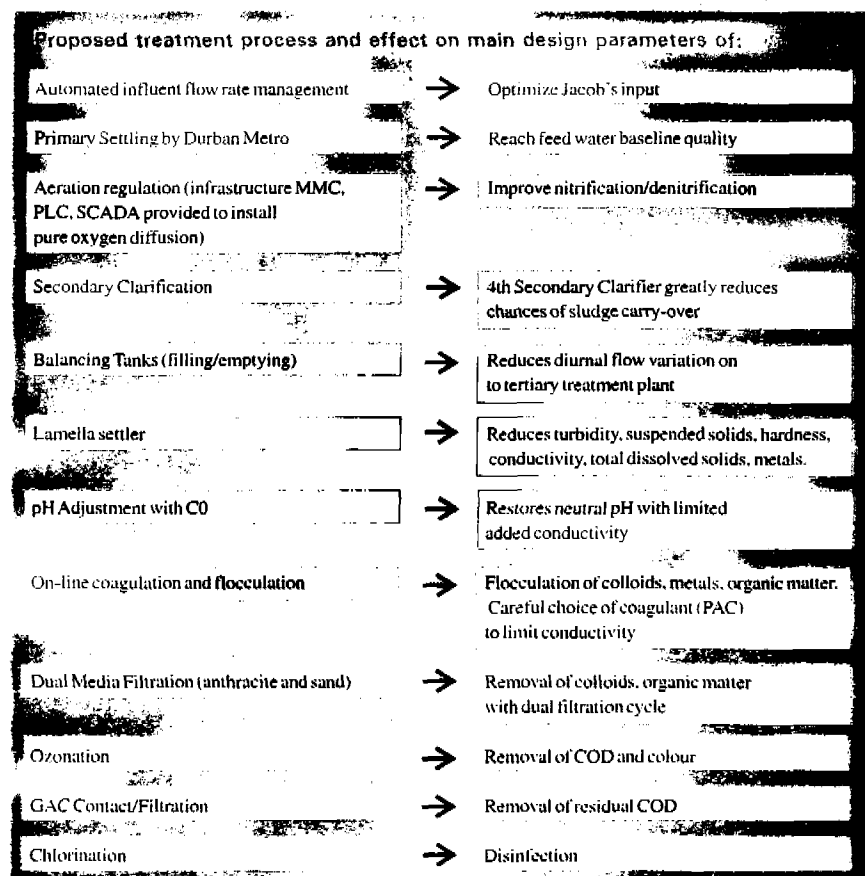 Proposed treatment process and effect on main design parameters of:
Automated influent flow rate management → Optimize Jacob's input
Primary Settling by Durban Metro → Reach feed water baseline quality
Aeration regulation (infrastructure MMC, → Improve nitrification/denitrification
PLC, SCADA provided to install
pure oxygen diffusion)
Secondary Clarification → 4th Secondary Clarifier greatly reduces
chances of sludge carry-over
Balancing Tanks (filling/emptying) → Reduces diurnal flow variation on
to tertiary treatment plant
Lamella settler → Reduces turbidity, suspended solids, hardness,
conductivity, total dissolved solids, metals.
pH Adjustment with C0 → Restores neutral pH with limited
added conductivity
On-line coagulation and flocculation → Flocculation of colloids, metals, organic matter.
Careful choice of coagulant (PAC)
to limit conductivity
Dual Media Filtration (anthracite and sand) → Removal of colloids, organic matter
with dual filtration cycle
Ozonation → Removal of COD and colour
GAC Contact/Filtration → Removal of residual COD
Chlorination → Disinfection